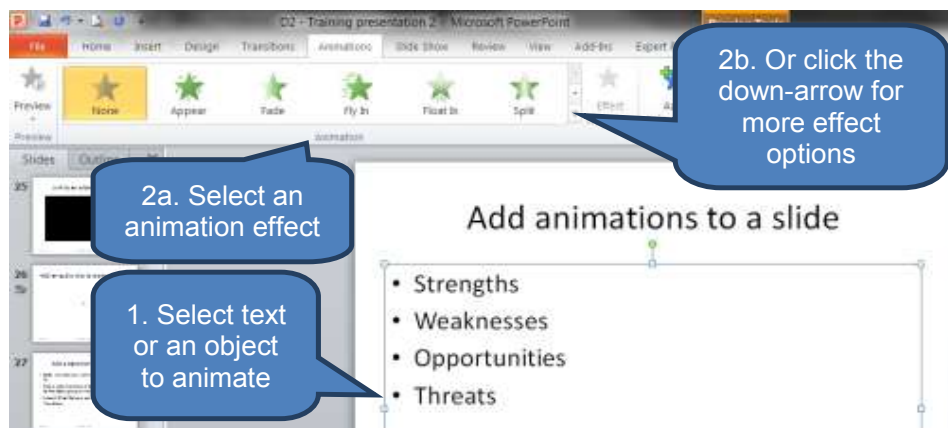 D2 - Training presentation 2 - Microsoft PowerPoint
File Home Insert Design Transitions Animations Slide Show Review View Add-Ins Expert
Preview
None
Appear
Fade
Fly In
Float In
Split
Effect
Preview
Animation
Slides
2b. Or click the
down-arrow for
more effect
options
2a. Select an
animation effect
25
26
27
1. Select text
or an object
to animate
Add animations to a slide
• Strengths
• Weaknesses
• Opportunities
• Threats